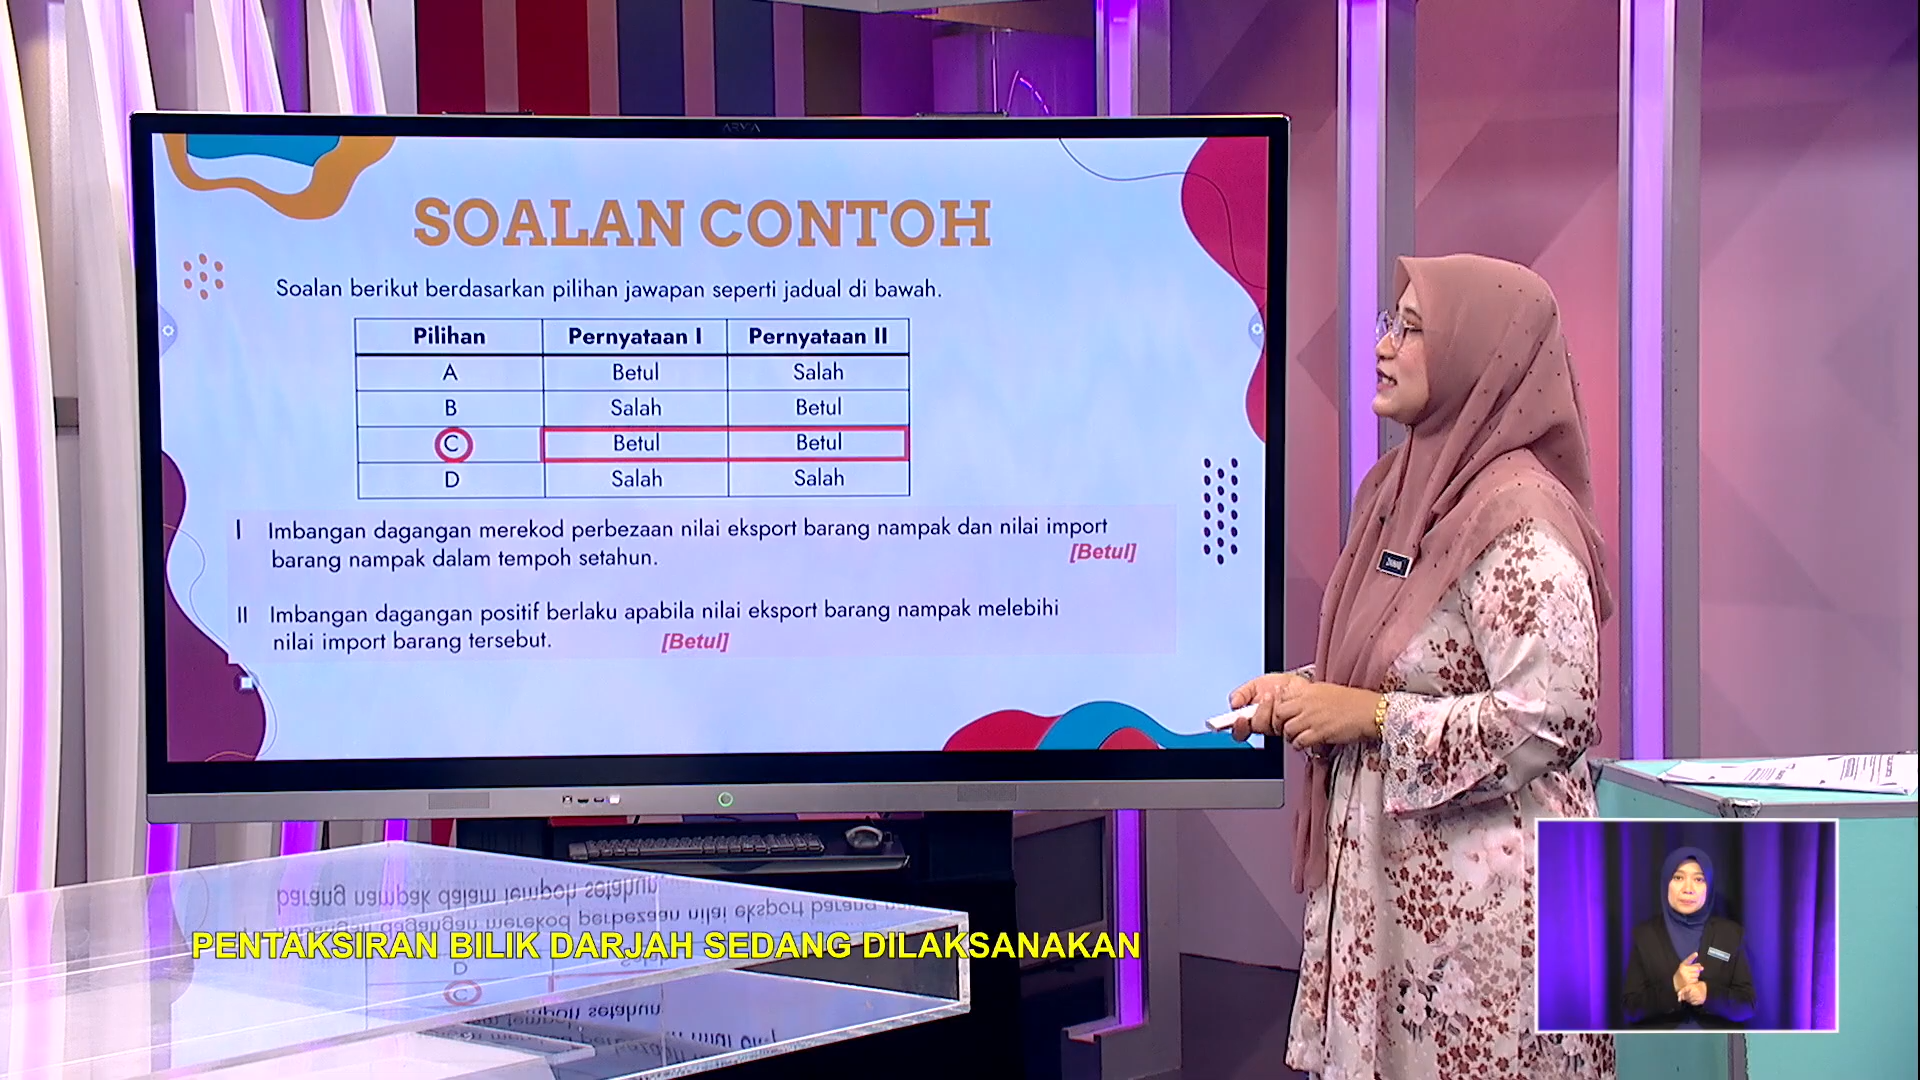 SOALAN CONTOH
Soalan berikut berdasarkan pilihan jawapan seperti jadual di bawah.
Pilihan Pernyataan I Pernyataan II
A Betul Salah
B Salah Betul
C Betul Betul
D Salah Salah
I Imbangan dagangan merekod perbezaan nilai eksport barang nampak dan nilai import
barang nampak dalam tempoh setahun. [Betul]
II Imbangan dagangan positif berlaku apabila nilai eksport barang nampak melebihi
nilai import barang tersebut. [Betul]
PENTAKSIRAN BILIK DARJAH SEDANG DILAKSANAKAN